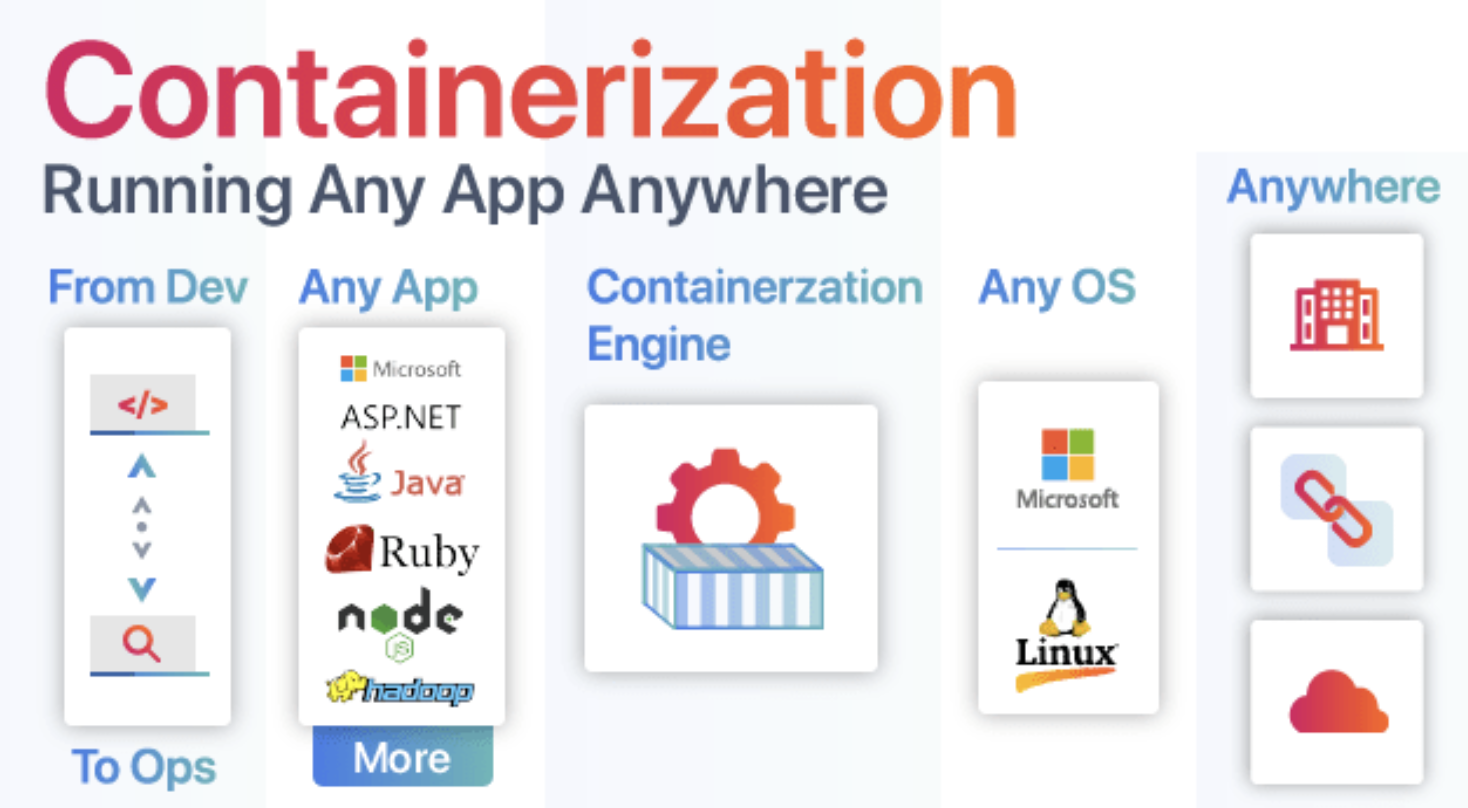 Containerization
Running Any App Anywhere
From Dev
</>
To Ops
Any App
Microsoft
ASP.NET
Java
Ruby
node
JS
hadoop
More
Containerzation
Engine
Any OS
Microsoft
Linux
Anywhere